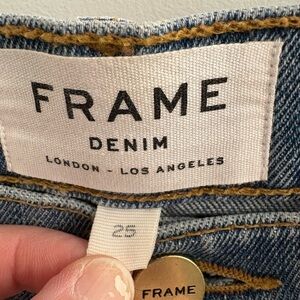 FRAME
DENIM
LONDON - LOS ANGELES
25
FRAME